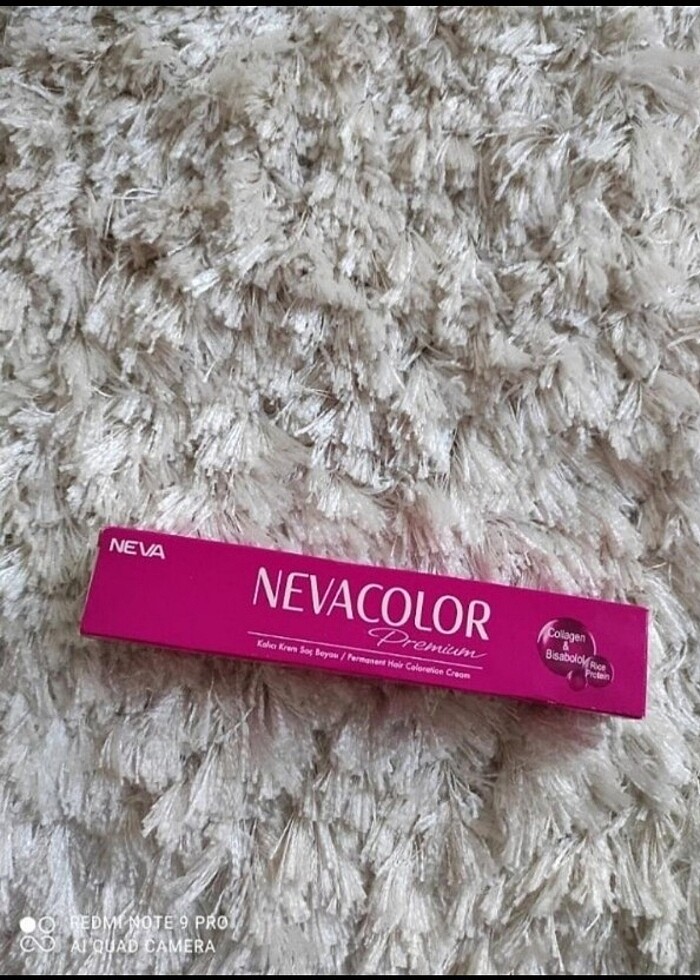 NEVA
NEVACOLOR
Premium
Kalıcı Krem Saç Boyası / Permanent Hair Coloration Cream
Collagen
&
Bisabolol
Rice
Protein
REDMI NOTE 9 PRO
AI QUAD CAMERA